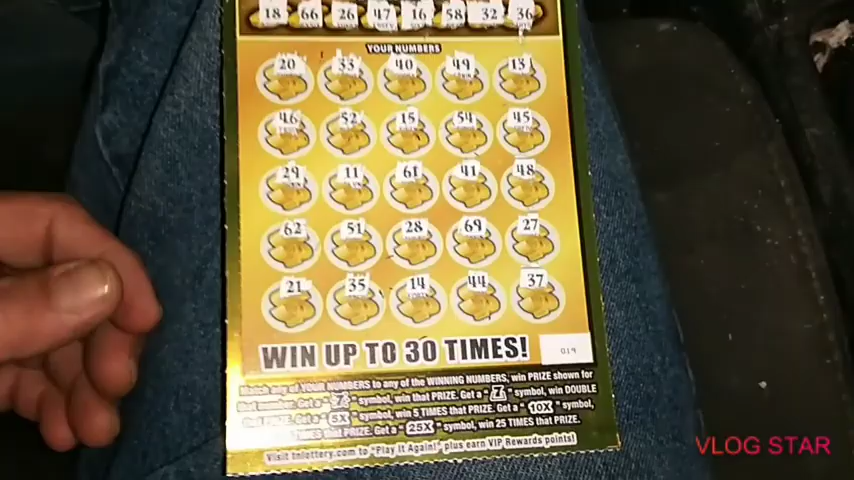 18 66 26 47 16 58 32 36
YOUR NUMBERS
20 33 40 49 13
46 52 15 54 45
29 11 61 41 48
62 51 28 69 27
21 35 14 44 37
WIN UP TO 30 TIMES!
019
Match any of YOUR NUMBERS to any of the WINNING NUMBERS, win PRIZE shown for
that number. Get a symbol, win that PRIZE. Get a symbol, win DOUBLE
that PRIZE. Get a "5X" symbol, win 5 TIMES that PRIZE. Get a "10X" symbol,
TIMES that PRIZE. Get a "25X" symbol, win 25 TIMES that PRIZE.
Visit tnlottery.com to "Play It Again!" plus earn VIP Rewards points!
VLOG STAR